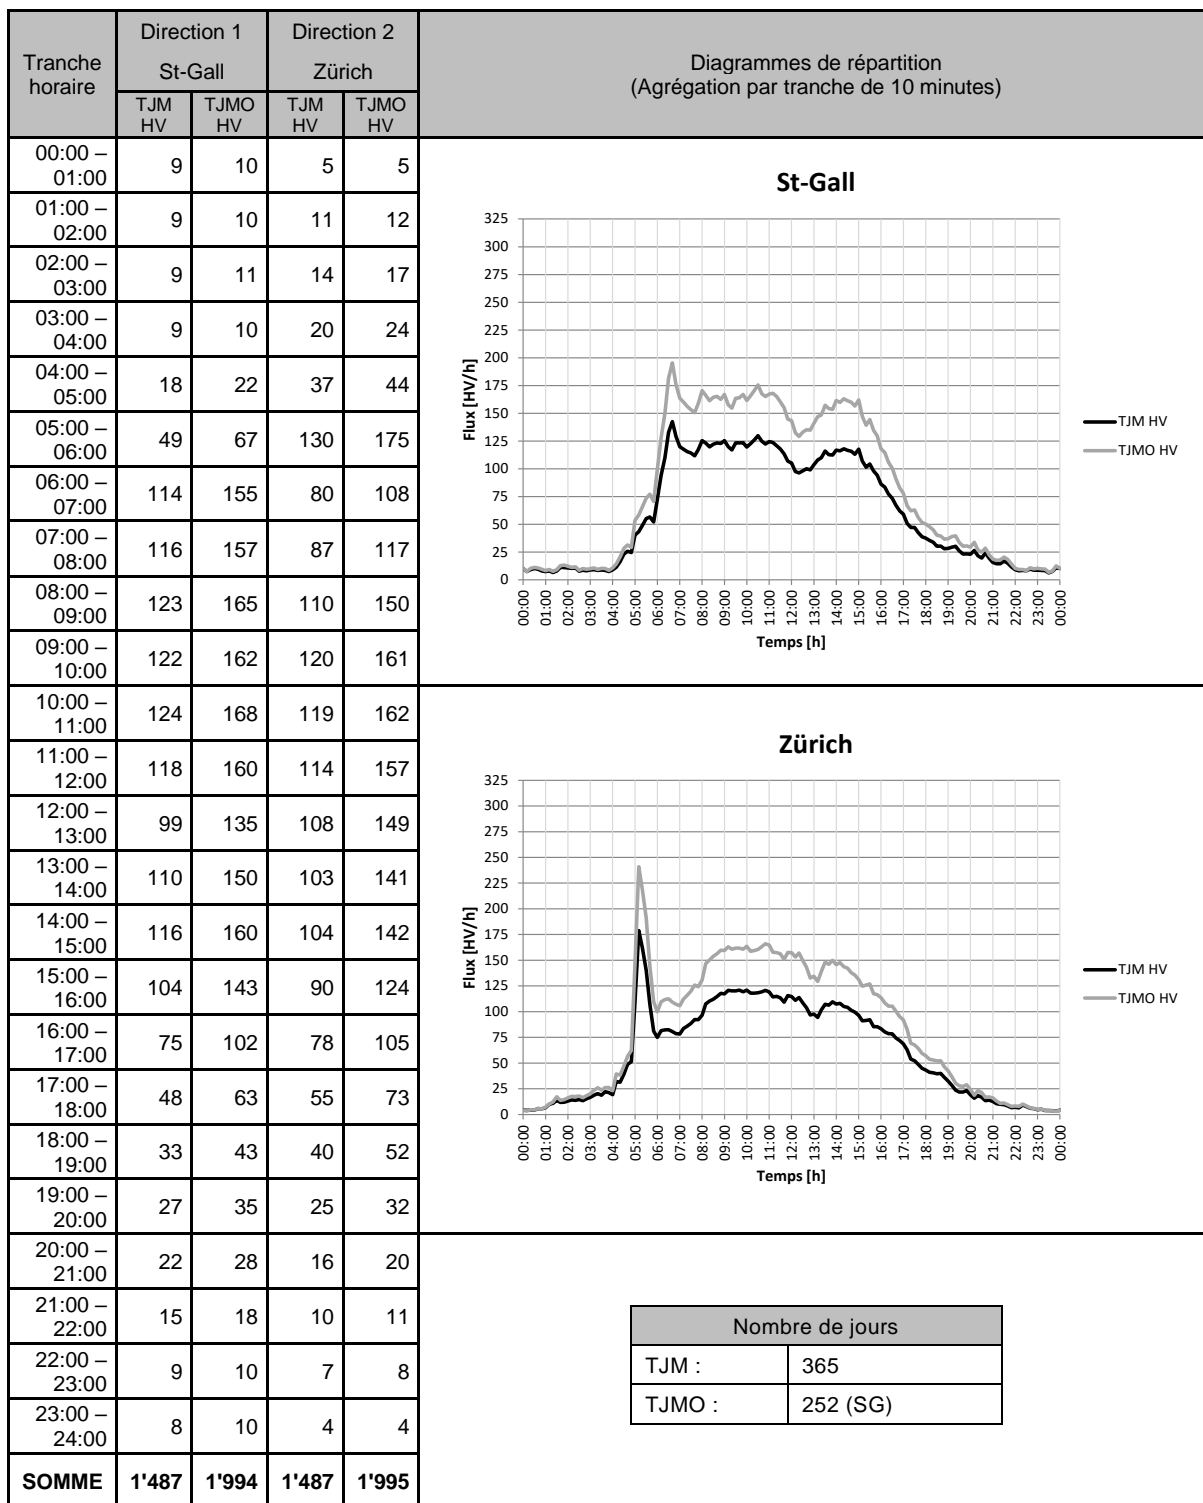 Tranche horaire | Direction 1 St-Gall | Direction 2 Zürich | Diagrammes de répartition
(Agrégation par tranche de 10 minutes)
TJM HV | TJMO HV | TJM HV | TJMO HV
00:00 – 01:00 | 9 | 10 | 5 | 5
01:00 – 02:00 | 9 | 10 | 11 | 12
02:00 – 03:00 | 9 | 11 | 14 | 17
03:00 – 04:00 | 9 | 10 | 20 | 24
04:00 – 05:00 | 18 | 22 | 37 | 44
05:00 – 06:00 | 49 | 67 | 130 | 175
06:00 – 07:00 | 114 | 155 | 80 | 108
07:00 – 08:00 | 116 | 157 | 87 | 117
08:00 – 09:00 | 123 | 165 | 110 | 150
09:00 – 10:00 | 122 | 162 | 120 | 161
10:00 – 11:00 | 124 | 168 | 119 | 162
11:00 – 12:00 | 118 | 160 | 114 | 157
12:00 – 13:00 | 99 | 135 | 108 | 149
13:00 – 14:00 | 110 | 150 | 103 | 141
14:00 – 15:00 | 116 | 160 | 104 | 142
15:00 – 16:00 | 104 | 143 | 90 | 124
16:00 – 17:00 | 75 | 102 | 78 | 105
17:00 – 18:00 | 48 | 63 | 55 | 73
18:00 – 19:00 | 33 | 43 | 40 | 52
19:00 – 20:00 | 27 | 35 | 25 | 32
20:00 – 21:00 | 22 | 28 | 16 | 20
21:00 – 22:00 | 15 | 18 | 10 | 11
22:00 – 23:00 | 9 | 10 | 7 | 8
23:00 – 24:00 | 8 | 10 | 4 | 4
SOMME | 1'487 | 1'994 | 1'487 | 1'995
St-Gall
325
300
275
250
225
200
175
150
125
100
75
50
25
0
Flux [HV/h]
00:00 01:00 02:00 03:00 04:00 05:00 06:00 07:00 08:00 09:00 10:00 11:00 12:00 13:00 14:00 15:00 16:00 17:00 18:00 19:00 20:00 21:00 22:00 23:00 00:00
Temps [h]
TJM HV
TJMO HV
Zürich
325
300
275
250
225
200
175
150
125
100
75
50
25
0
Flux [HV/h]
00:00 01:00 02:00 03:00 04:00 05:00 06:00 07:00 08:00 09:00 10:00 11:00 12:00 13:00 14:00 15:00 16:00 17:00 18:00 19:00 20:00 21:00 22:00 23:00 00:00
Temps [h]
TJM HV
TJMO HV
Nombre de jours
TJM : | 365
TJMO : | 252 (SG)